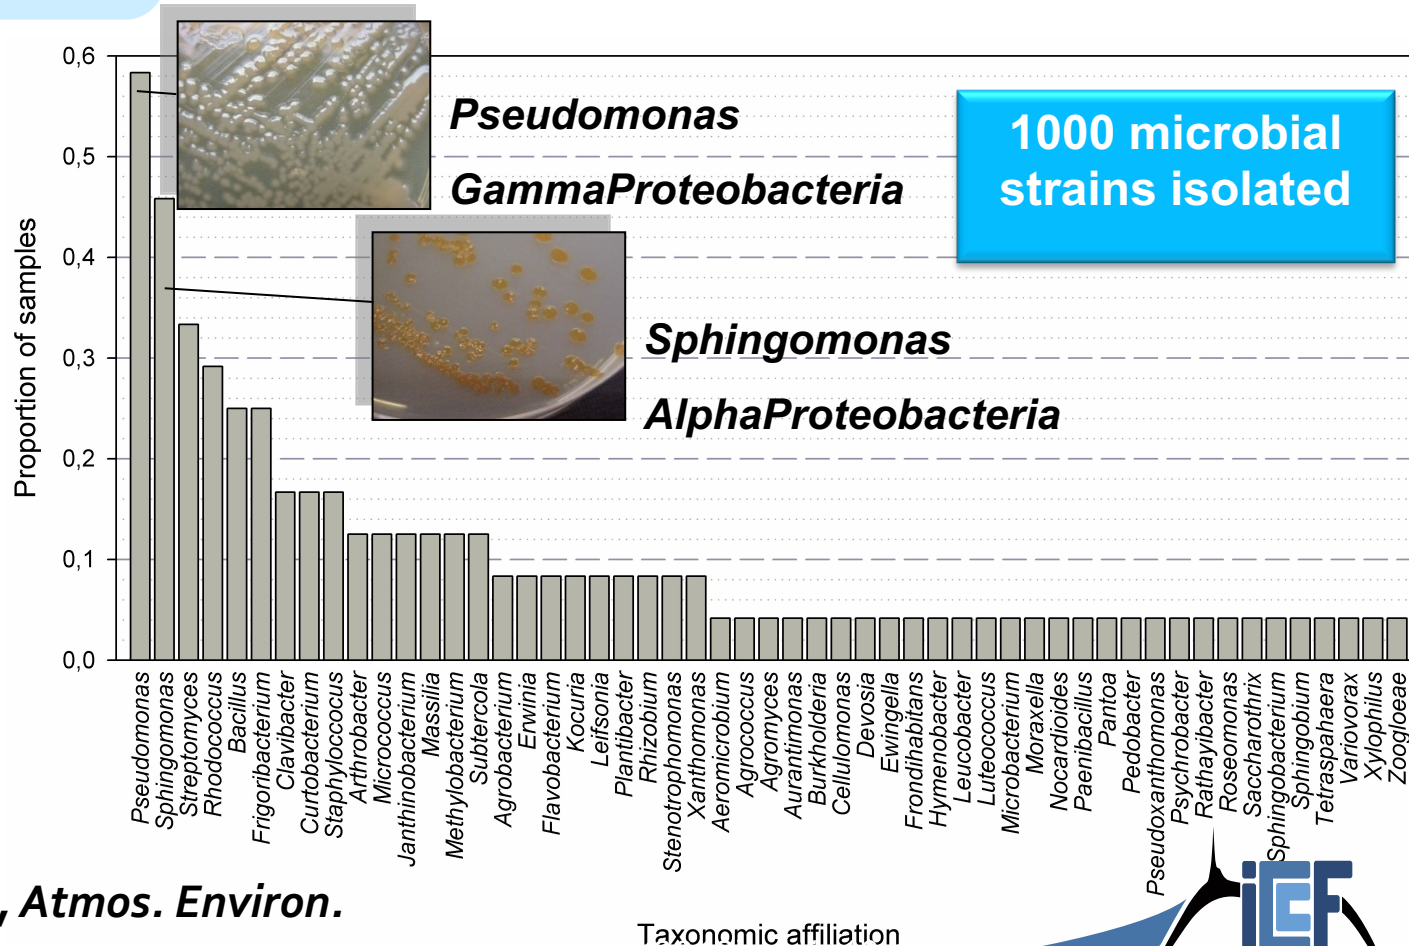 0,6
0,5
0,4
0,3
0,2
0,1
0,0
Proportion of samples
Pseudomonas
GammaProteobacteria
1000 microbial
strains isolated
Sphingomonas
AlphaProteobacteria
Pseudomonas
Sphingomonas
Streptomyces
Rhodococcus
Bacillus
Frigoribacterium
Clavibacter
Curtobacterium
Staphyloccocus
Arthrobacter
Micrococcus
Janthinobacterium
Massilia
Methylobacterium
Subtercola
Agrobacterium
Erwinia
Flavobacterium
Kocuria
Leifsonia
Plantibacter
Rhizobium
Stenotrophomonas
Xanthomonas
Aeromicrobium
Agrococcus
Agromyces
Aurantimonas
Burkholderia
Cellulomonas
Devosia
Ewingella
Frondihabitans
Hymenobacter
Leucobacter
Luteococcus
Microbacterium
Moraxella
Nocardioides
Paenibacillus
Pantoa
Pedobacter
Pseudoxanthomonas
Psychrobacter
Rathayibacter
Roseomonas
Saccharothrix
Sphingobacterium
Sphingobium
Tetraspahaera
Variovorax
Xylophilus
Zoogloeae
, Atmos. Environ.
Taxonomic affiliation
iCCF